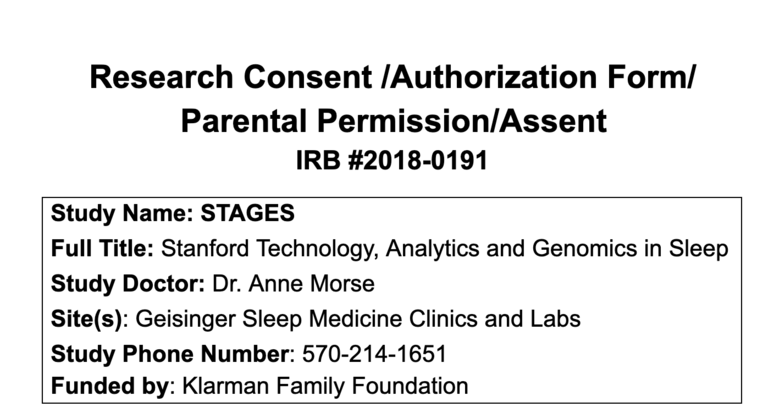 Research Consent /Authorization Form/
Parental Permission/Assent
IRB #2018-0191
Study Name: STAGES
Full Title: Stanford Technology, Analytics and Genomics in Sleep
Study Doctor: Dr. Anne Morse
Site(s): Geisinger Sleep Medicine Clinics and Labs
Study Phone Number: 570-214-1651
Funded by: Klarman Family Foundation